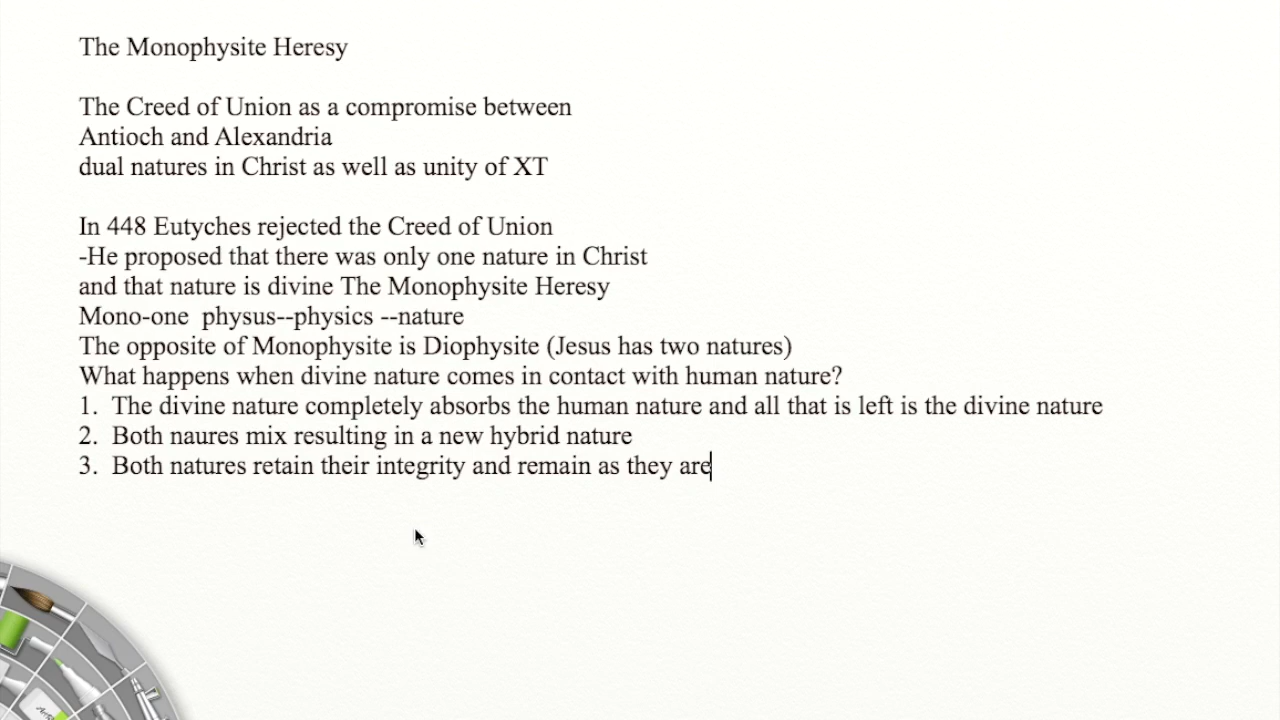 The Monophysite Heresy
The Creed of Union as a compromise between
Antioch and Alexandria
dual natures in Christ as well as unity of XT
In 448 Eutyches rejected the Creed of Union
-He proposed that there was only one nature in Christ
and that nature is divine The Monophysite Heresy
Mono-one  physus--physics --nature
The opposite of Monophysite is Diophysite (Jesus has two natures)
What happens when divine nature comes in contact with human nature?
1.  The divine nature completely absorbs the human nature and all that is left is the divine nature
2.  Both naures mix resulting in a new hybrid nature
3.  Both natures retain their integrity and remain as they are